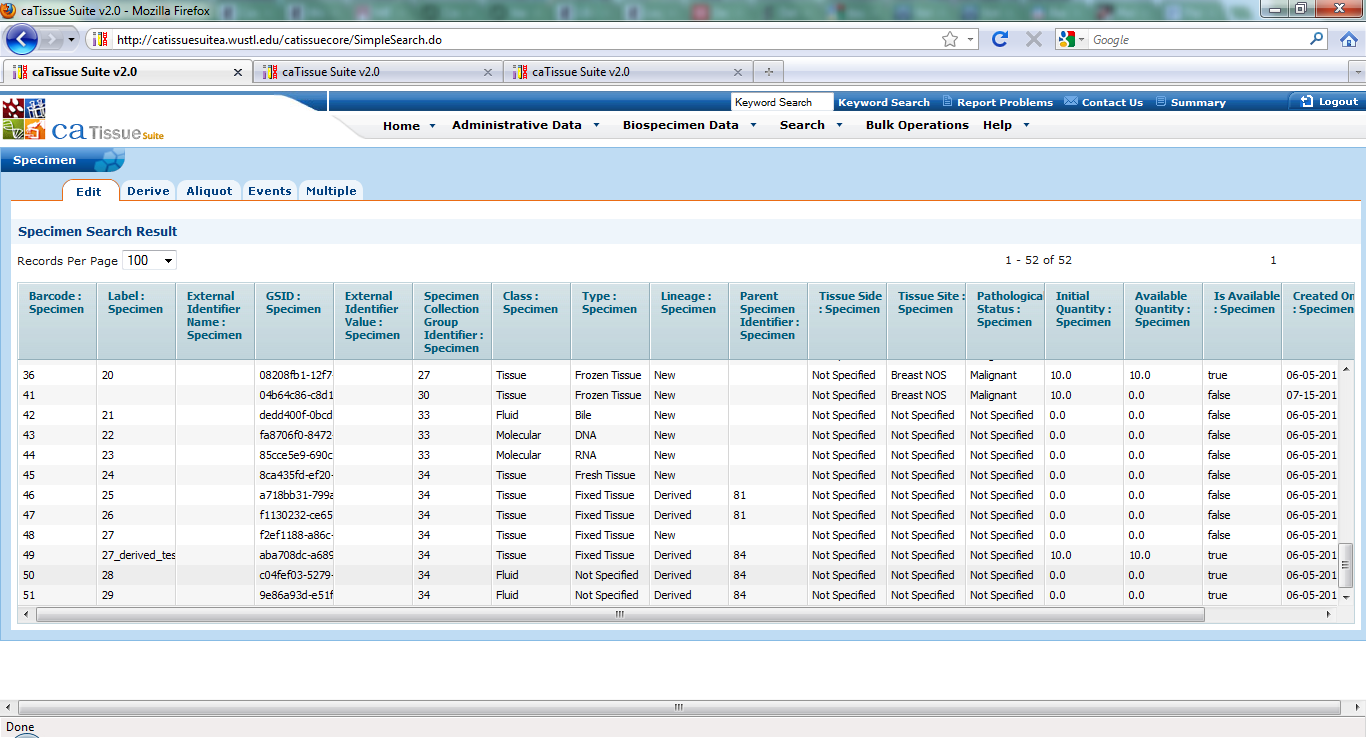 caTissue Suite v2.0 - Mozilla Firefox
http://catissuesuitea.wustl.edu/catissuecore/SimpleSearch.do Google
caTissue Suite v2.0 caTissue Suite v2.0 caTissue Suite v2.0
Keyword Search Keyword Search Report Problems Contact Us Summary Logout
ca Tissue Suite
Home Administrative Data Biospecimen Data Search Bulk Operations Help
Specimen
Edit Derive Aliquot Events Multiple
Specimen Search Result
Records Per Page 100 1 - 52 of 52 1
Barcode : Label : External GSID : External Specimen Class : Type : Lineage : Parent Tissue Side Tissue Site : Pathologica Initial Available Is Available Created On
Specimen Specimen Identifier Specimen Identifier Collection Specimen Specimen Specimen Specimen : Specimen Specimen Status : Quantity : Quantity : : Specimen : Specimen
Name : Value : Group Identifier : Specimen Specimen Specimen
Specimen Specimen Identifier : Specimen
Specimen
36 20 08208fb1-12f7- 27 Tissue Frozen Tissue New Not Specified Breast NOS Malignant 10.0 10.0 true 06-05-201
41 04b64c86-c8d1 30 Tissue Frozen Tissue New Not Specified Breast NOS Malignant 10.0 0.0 false 07-15-201
42 21 dedd400f-0bcd 33 Fluid Bile New Not Specified Not Specified Not Specified 0.0 0.0 false 06-05-201
43 22 fa8706f0-8472 33 Molecular DNA New Not Specified Not Specified Not Specified 0.0 0.0 false 06-05-201
44 23 85cce5e9-690c 33 Molecular RNA New Not Specified Not Specified Not Specified 0.0 0.0 false 06-05-201
45 24 8ca435fd-ef20- 34 Tissue Fresh Tissue New Not Specified Not Specified Not Specified 0.0 0.0 false 06-05-201
46 25 a718bb31-799a 34 Tissue Fixed Tissue Derived 81 Not Specified Not Specified Not Specified 0.0 0.0 false 06-05-201
47 26 f1130232-ce65 34 Tissue Fixed Tissue Derived 81 Not Specified Not Specified Not Specified 0.0 0.0 false 06-05-201
48 27 f2ef1188-a86c- 34 Tissue Fixed Tissue New Not Specified Not Specified Not Specified 0.0 0.0 false 06-05-201
49 27_derived_tes aba708dc-a689 34 Tissue Fixed Tissue Derived 84 Not Specified Not Specified Not Specified 10.0 10.0 true 06-05-201
50 28 c04fef03-5279- 34 Fluid Not Specified Derived 84 Not Specified Not Specified Not Specified 0.0 0.0 true 06-05-201
51 29 9e86a93d-e51f 34 Fluid Not Specified Derived 84 Not Specified Not Specified Not Specified 0.0 0.0 true 06-05-201
Done